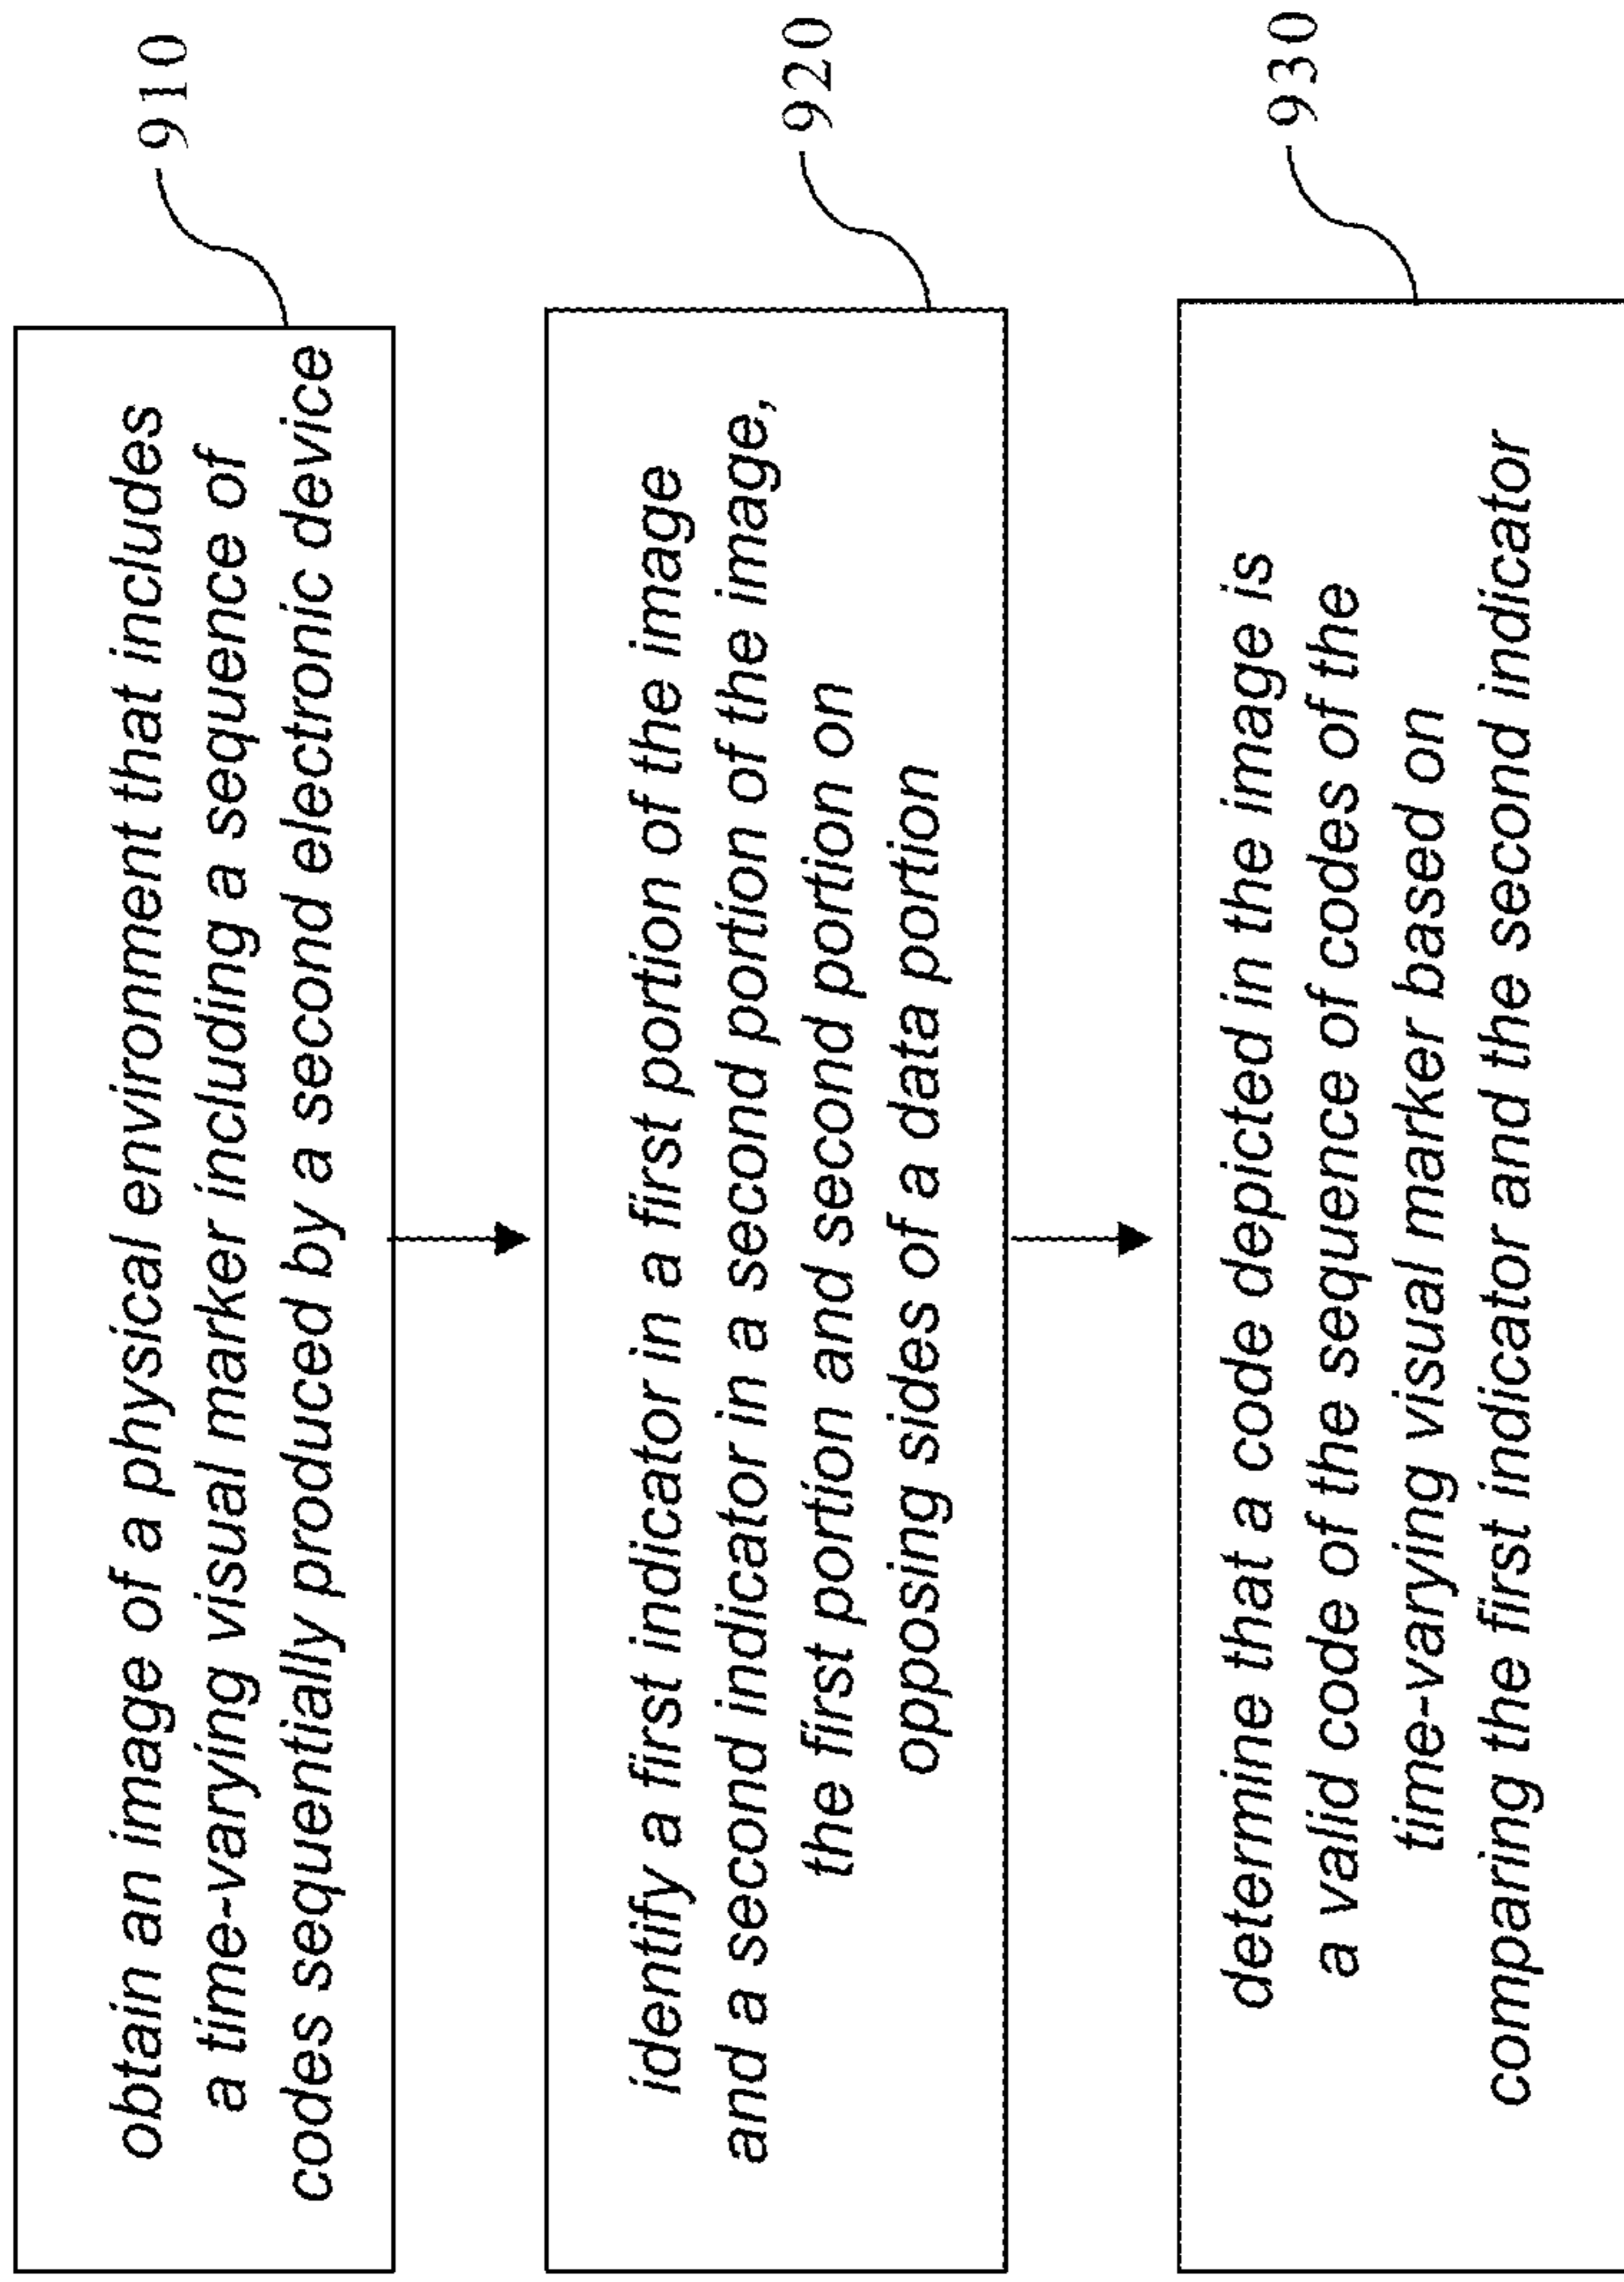 obtain an image of a physical environment that includes
a time-varying visual marker including a sequence of
codes sequentially produced by a second electronic device
910
identify a first indicator in a first portion of the image
and a second indicator in a second portion of the image,
the first portion and second portion on
opposing sides of a data portion
920
determine that a code depicted in the image is
a valid code of the sequence of codes of the
time-varying visual marker based on
comparing the first indicator and the second indicator
930